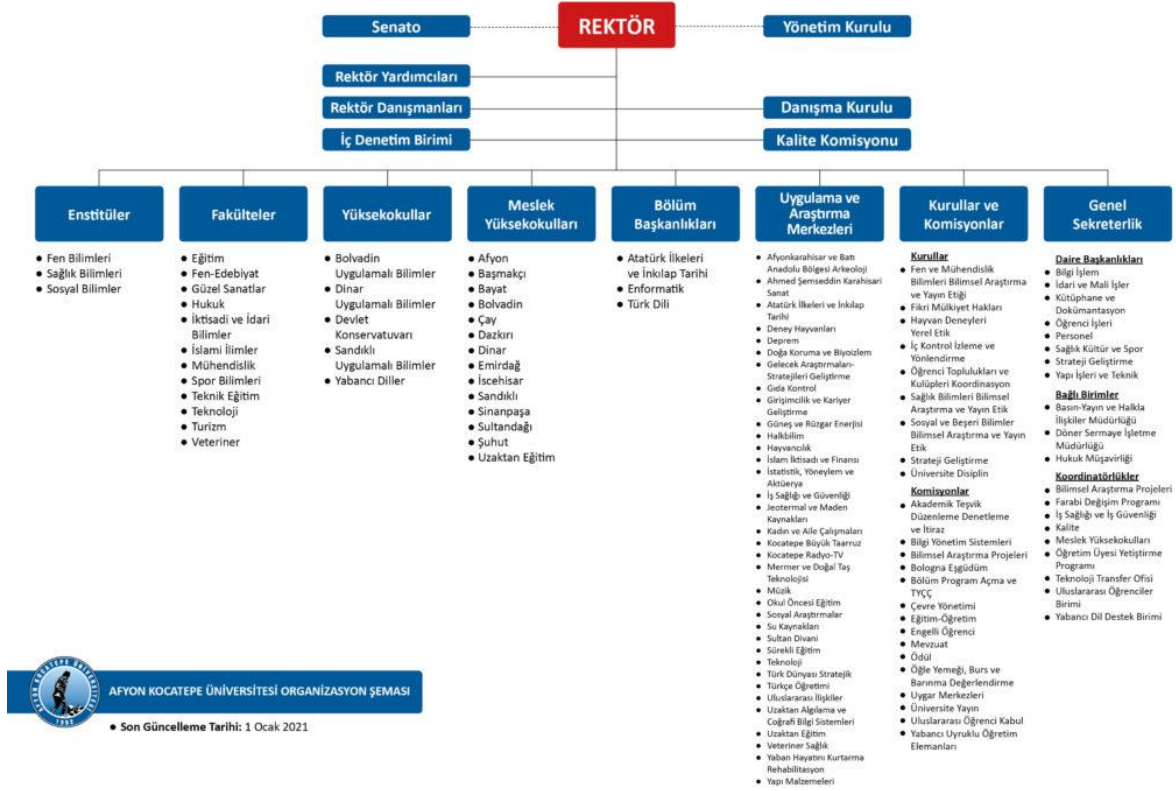 Senato
REKTÖR
Yönetim Kurulu
Rektör Yardımcıları
Rektör Danışmanları
Danışma Kurulu
İç Denetim Birimi
Kalite Komisyonu
Enstitüler
● Fen Bilimleri
● Sağlık Bilimleri
● Sosyal Bilimler
Fakülteler
● Eğitim
● Fen-Edebiyat
● Güzel Sanatlar
● Hukuk
● İktisadi ve İdari
Bilimler
● İslami İlimler
● Mühendislik
● Spor Bilimleri
● Teknik Eğitim
● Teknoloji
● Turizm
● Veteriner
Yüksekokullar
● Bolvadin
Uygulamalı Bilimler
● Dinar
Uygulamalı Bilimler
● Devlet
Konservatuvarı
● Sandıklı
Uygulamalı Bilimler
● Yabancı Diller
Meslek
Yüksekokulları
● Afyon
● Başmakçı
● Bayat
● Bolvadin
● Çay
● Dazkırı
● Dinar
● Emirdağ
● İscehisar
● Sandıklı
● Sinanpaşa
● Sultandağı
● Şuhut
● Uzaktan Eğitim
Bölüm
Başkanlıkları
● Atatürk İlkeleri
ve İnkılap Tarihi
● Enformatik
● Türk Dili
Uygulama ve
Araştırma
Merkezleri
● Afyonkarahisar ve Batı
Anadolu Bölgesi Arkeoloji
● Ahmed Şemseddin Karahisari
Sanat
● Atatürk İlkeleri ve İnkılap
Tarihi
● Deney Hayvanları
● Deprem
● Doğa Koruma ve Biyoizlem
● Gelecek Araştırmaları-
Stratejileri Geliştirme
● Gıda Kontrol
● Girişimcilik ve Kariyer
Geliştirme
● Güneş ve Rüzgar Enerjisi
● Halkbilim
● Hayvancılık
● İslam İktisadı ve Finansı
● İstatistik, Yöneylem ve
Aktüerya
● İş Sağlığı ve Güvenliği
● Jeotermal ve Maden
Kaynakları
● Kadın ve Aile Çalışmaları
● Kocatepe Büyük Taarruz
● Kocatepe Radyo-TV
● Mermer ve Doğal Taş
Teknolojisi
● Müzik
● Okul Öncesi Eğitim
● Sosyal Araştırmalar
● Su Kaynakları
● Sultan Divani
● Sürekli Eğitim
● Teknoloji
● Türk Dünyası Stratejik
● Türkçe Öğretimi
● Uluslararası İlişkiler
● Uzaktan Algılama ve
Coğrafi Bilgi Sistemleri
● Uzaktan Eğitim
● Veteriner Sağlık
● Yaban Hayatını Kurtarma
Rehabilitasyon
● Yapı Malzemeleri
Kurullar ve
Komisyonlar
Kurullar
● Fen ve Mühendislik
Bilimleri Bilimsel Araştırma
ve Yayın Etiği
● Fikri Mülkiyet Hakları
● Hayvan Deneyleri
Yerel Etik
● İç Kontrol İzleme ve
Yönlendirme
● Öğrenci Toplulukları ve
Kulüpleri Koordinasyon
● Sağlık Bilimleri Bilimsel
Araştırma ve Yayın Etik
● Sosyal ve Beşeri Bilimler
Bilimsel Araştırma ve Yayın
Etik
● Strateji Geliştirme
● Üniversite Disiplin
Komisyonlar
● Akademik Teşvik
Düzenleme Denetleme
ve İtiraz
● Bilgi Yönetim Sistemleri
● Bilimsel Araştırma Projeleri
● Bologna Eşgüdüm
● Bölüm Program Açma ve
TYÇÇ
● Çevre Yönetimi
● Eğitim-Öğretim
● Engelli Öğrenci
● Mevzuat
● Ödül
● Öğle Yemeği, Burs ve
Barınma Değerlendirme
● Uygar Merkezleri
● Üniversite Yayın
● Uluslararası Öğrenci Kabul
● Yabancı Uyruklu Öğretim
Elemanları
Genel
Sekreterlik
Daire Başkanlıkları
● Bilgi İşlem
● İdari ve Mali İşler
● Kütüphane ve
Dokümantasyon
● Öğrenci İşleri
● Personel
● Sağlık Kültür ve Spor
● Strateji Geliştirme
● Yapı İşleri ve Teknik
Bağlı Birimler
● Basın-Yayın ve Halkla
İlişkiler Müdürlüğü
● Döner Sermaye İşletme
Müdürlüğü
● Hukuk Müşavirliği
Koordinatörlükler
● Bilimsel Araştırma Projeleri
● Farabi Değişim Programı
● İş Sağlığı ve İş Güvenliği
● Kalite
● Meslek Yüksekokulları
● Öğretim Üyesi Yetiştirme
Programı
● Teknoloji Transfer Ofisi
● Uluslararası Öğrenciler
Birimi
● Yabancı Dil Destek Birimi
AFYON KOCATEPE ÜNİVERSİTESİ
1992
AFYON KOCATEPE ÜNİVERSİTESİ ORGANİZASYON ŞEMASI
● Son Güncelleme Tarihi: 1 Ocak 2021